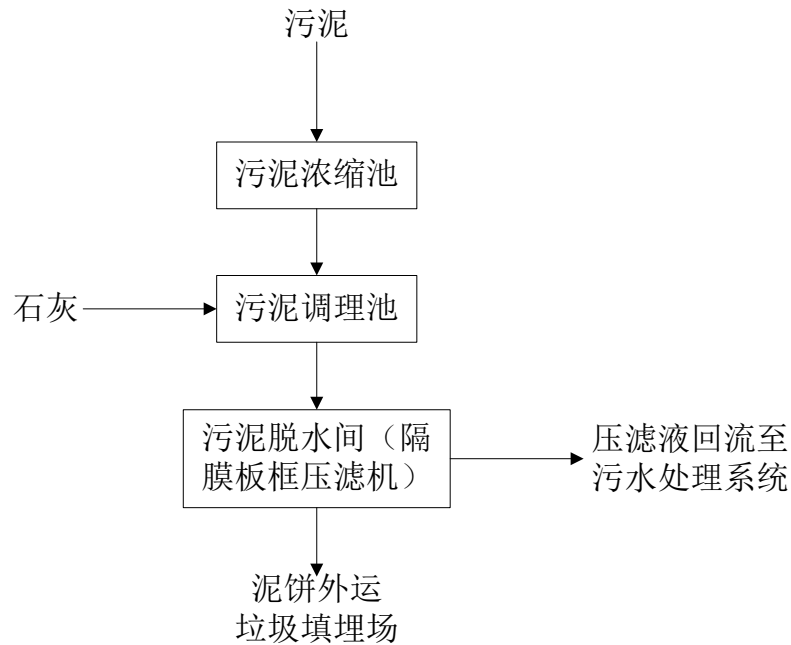 污泥
污泥浓缩池
石灰
污泥调理池
污泥脱水间（隔
膜板框压滤机）
压滤液回流至
污水处理系统
泥饼外运
垃圾填埋场